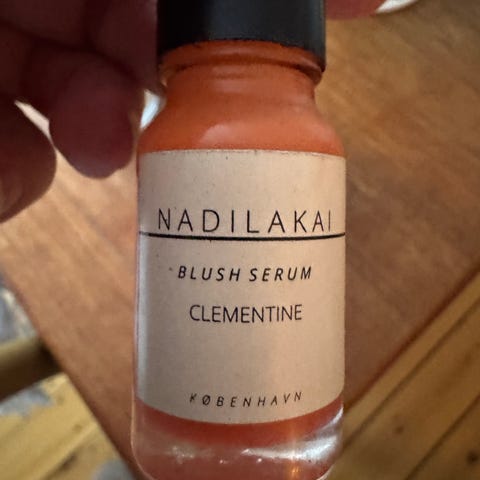 NADILAKAI
BLUSH SERUM
CLEMENTINE
KØBENHAVN